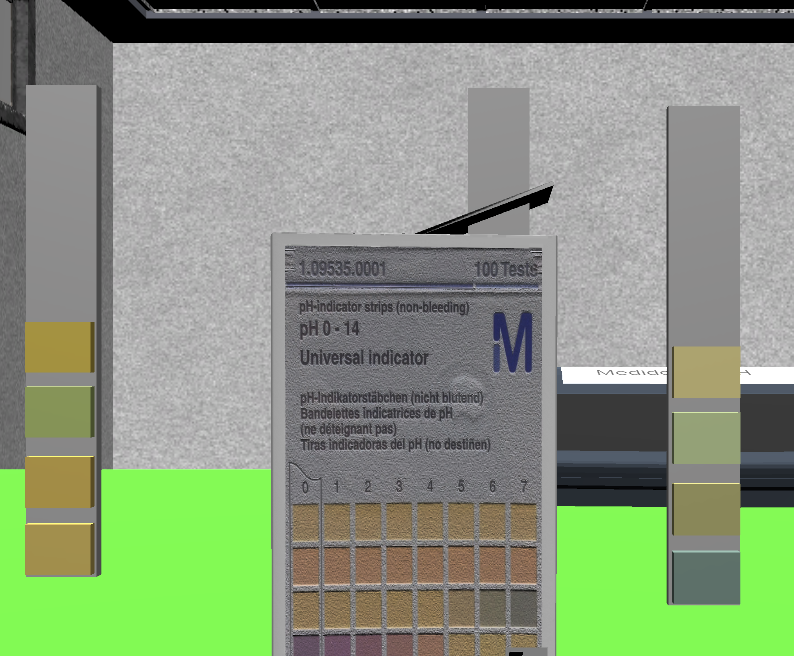 1.09535.0001 100 Tests
pH-indicator strips (non-bleeding)
pH 0 - 14
Universal indicator
M
pH-Indikatorstäbchen (nicht blutend)
Bandelettes indicatrices de pH
(ne déteignant pas)
Tiras indicadoras del pH (no destiñen)
0 1 2 3 4 5 6 7